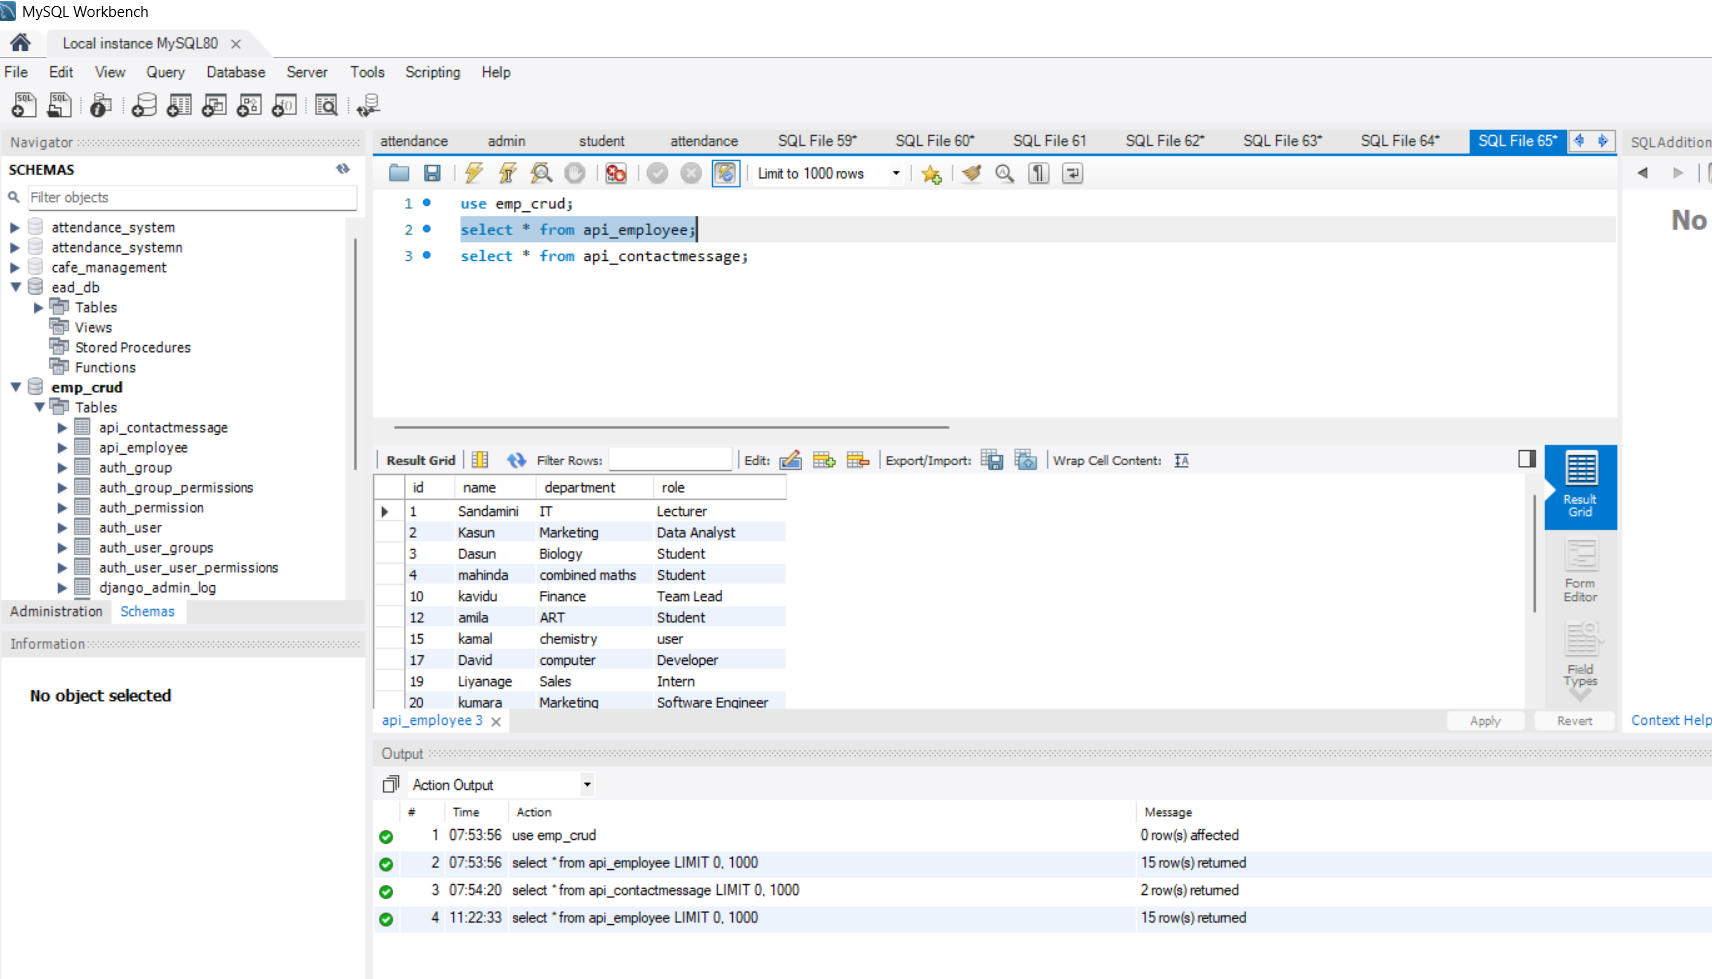 MySQL Workbench
Local instance MySQL80
File Edit View Query Database Server Tools Scripting Help
Navigator
SCHEMAS
Filter objects
attendance_system
attendance_systemn
cafe_management
ead_db
Tables
Views
Stored Procedures
Functions
emp_crud
Tables
api_contactmessage
api_employee
auth_group
auth_group_permissions
auth_permission
auth_user
auth_user_groups
auth_user_user_permissions
django_admin_log
Administration Schemas
Information
No object selected
attendance admin student attendance SQL File 59* SQL File 60* SQL File 61 SQL File 62* SQL File 63* SQL File 64* SQL File 65*
Limit to 1000 rows
1 use emp_crud;
2 select * from api_employee;
3 select * from api_contactmessage;
Result Grid Filter Rows: Edit: Export/Import: Wrap Cell Content:
id name department role
1 Sandamini IT Lecturer
2 Kasun Marketing Data Analyst
3 Dasun Biology Student
4 mahinda combined maths Student
10 kavidu Finance Team Lead
12 amila ART Student
15 kamal chemistry user
17 David computer Developer
19 Liyanage Sales Intern
20 kumara Marketing Software Engineer
Result
Grid
Form
Editor
Field
Types
api_employee 3 Apply Revert
Output
Action Output
# Time Action Message
1 07:53:56 use emp_crud 0 row(s) affected
2 07:53:56 select * from api_employee LIMIT 0, 1000 15 row(s) returned
3 07:54:20 select * from api_contactmessage LIMIT 0, 1000 2 row(s) returned
4 11:22:33 select * from api_employee LIMIT 0, 1000 15 row(s) returned
SQLAddition
No
Context Help